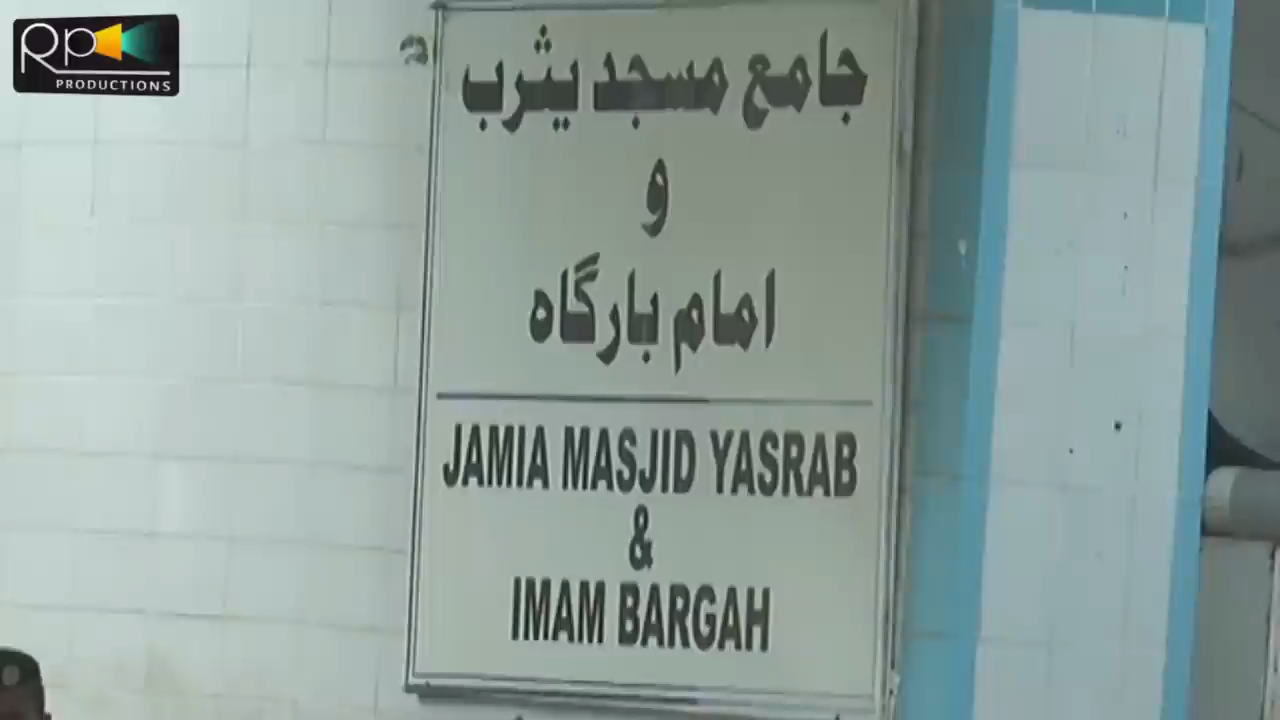 RP
PRODUCTIONS
جامع مسجد یثرب
و
امام بارگاہ
JAMIA MASJID YASRAB
&
IMAM BARGAH